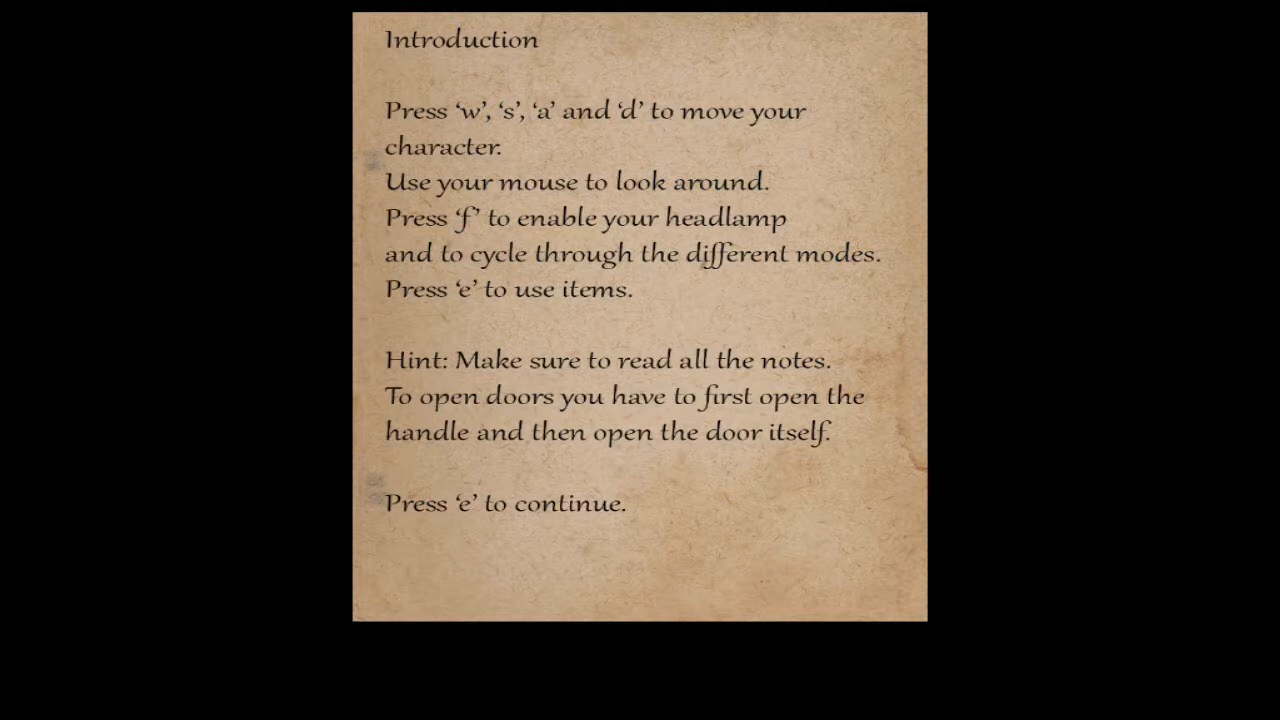 Introduction
Press ‘w’, ‘s’, ‘a’ and ‘d’ to move your
character.
Use your mouse to look around.
Press ‘f’ to enable your headlamp
and to cycle through the different modes.
Press ‘e’ to use items.
Hint: Make sure to read all the notes.
To open doors you have to first open the
handle and then open the door itself.
Press ‘e’ to continue.